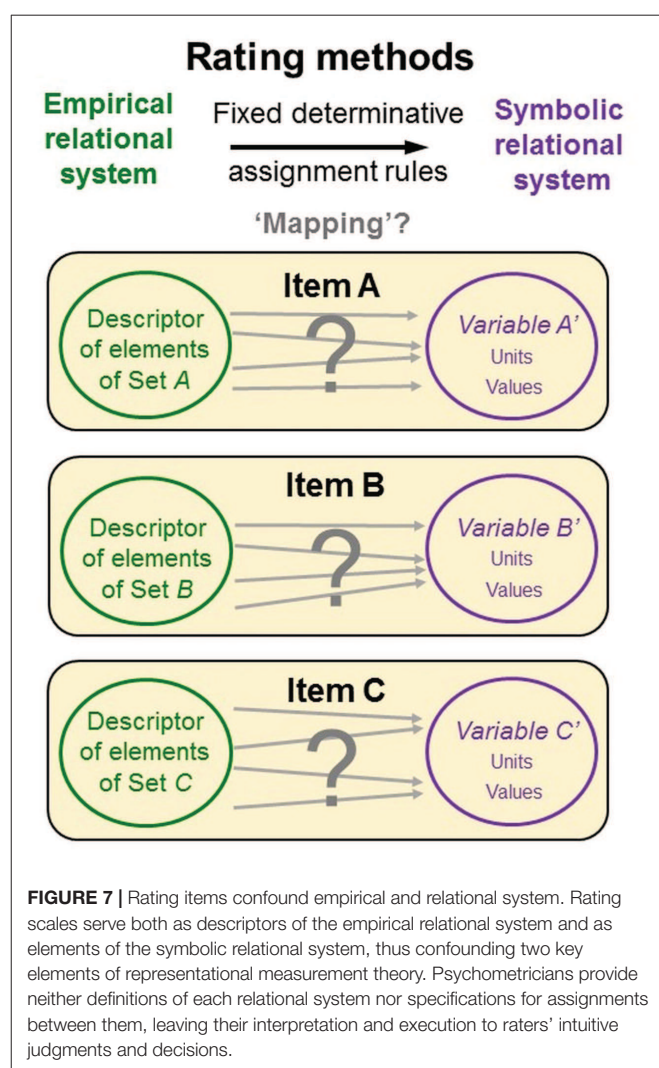 Rating methods
Empirical relational system
Fixed determinative assignment rules
Symbolic relational system
'Mapping'?
Item A
Descriptor
of elements
of Set A
?
Variable A'
Units
Values
Item B
Descriptor
of elements
of Set B
?
Variable B'
Units
Values
Item C
Descriptor
of elements
of Set C
?
Variable C'
Units
Values
FIGURE 7 | Rating items confound empirical and relational system. Rating
scales serve both as descriptors of the empirical relational system and as
elements of the symbolic relational system, thus confounding two key
elements of representational measurement theory. Psychometricians provide
neither definitions of each relational system nor specifications for assignments
between them, leaving their interpretation and execution to raters' intuitive
judgments and decisions.